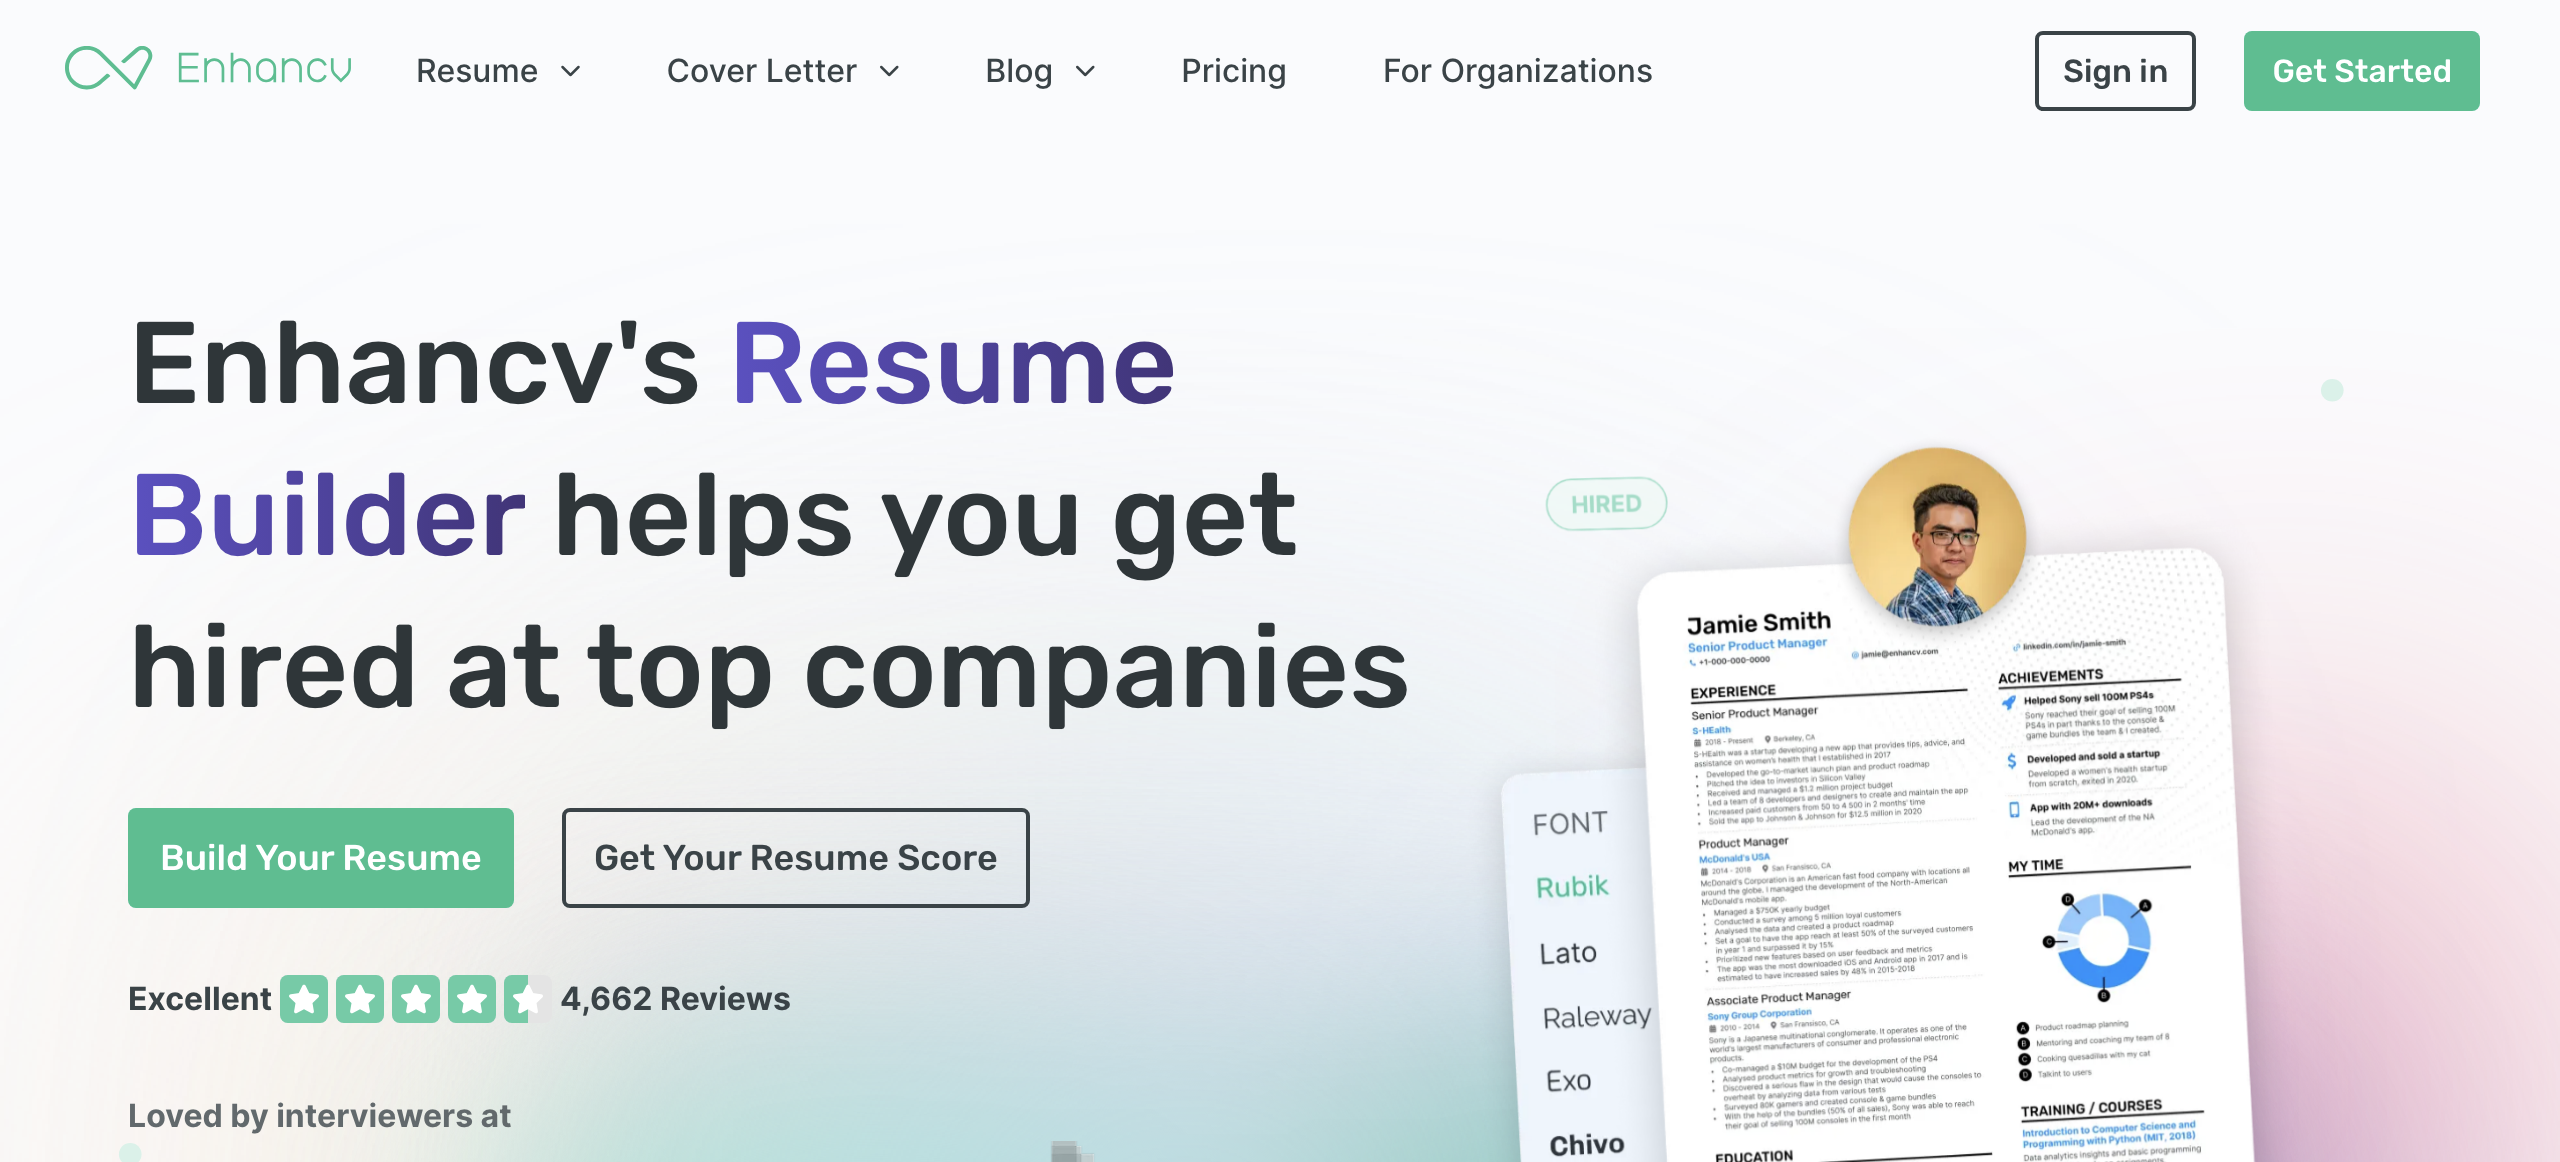 Enhancv
Resume
Cover Letter
Blog
Pricing
For Organizations
Sign in
Get Started
Enhancv's Resume
Builder helps you get
hired at top companies
Build Your Resume
Get Your Resume Score
Excellent
4,662 Reviews
Loved by interviewers at
HIRED
FONT
Rubik
Lato
Raleway
Exo
Chivo
Jamie Smith
Senior Product Manager
+1-000-000-0000
jamie@enhancv.com
linkedin.com/in/jamie-smith
EXPERIENCE
Senior Product Manager
S-HEalth
2018 - Present
Berkeley, CA
S-HEalth was a startup developing a new app that provides tips, advice, and
assistance on women's health that I established in 2017
Developed the go-to-market launch plan and product roadmap
Pitched the idea to investors in Silicon Valley
Received and managed a $1.2 million project budget
Led a team of 8 developers and designers to create and maintain the app
Increased paid customers from 50 to 4 500 in 2 months' time
Sold the app to Johnson & Johnson for $12.5 million in 2020
Product Manager
McDonald's USA
2014 - 2018
San Fransisco, CA
McDonald's Corporation is an American fast food company with locations all
around the globe. I managed the development of the North-American
McDonald's mobile app.
Managed a $750K yearly budget
Conducted a survey among 5 million loyal customers
Analysed the data and created a product roadmap
Set a goal to have the app reach at least 50% of the surveyed customers
in year 1 and surpassed it by 15%
Prioritized new features based on user feedback and metrics
The app was the most downloaded iOS and Android app in 2017 and is
estimated to have increased sales by 48% in 2015-2018
Associate Product Manager
Sony Group Corporation
2010 - 2014
San Fransisco, CA
Sony is a Japanese multinational conglomerate. It operates as one of the
world's largest manufacturers of consumer and professional electronic
products.
Co-managed a $10M budget for the development of the PS4
Analysed product metrics for growth and troubleshooting
Discovered a serious flaw in the design that would cause the consoles to
overheat by analyzing data from various tests
Surveyed 80K gamers and created console & game bundles
With the help of the bundles (50% of all sales), Sony was able to reach
their goal of selling 100M consoles in the first month
EDUCATION
ACHIEVEMENTS
Helped Sony sell 100M PS4s
Sony reached their goal of selling 100M
PS4s in part thanks to the console &
game bundles the team & I created.
Developed and sold a startup
Developed a women's health startup
from scratch, exited in 2020.
App with 20M+ downloads
Lead the development of the NA
McDonald's app.
MY TIME
D
A
C
B
A Product roadmap planning
B Mentoring and coaching my team of 8
C Cooking quesadillas with my cat
D Talkint to users
TRAINING / COURSES
Introduction to Computer Science and
Programming with Python (MIT, 2018)
Data analytics insights and basic programming